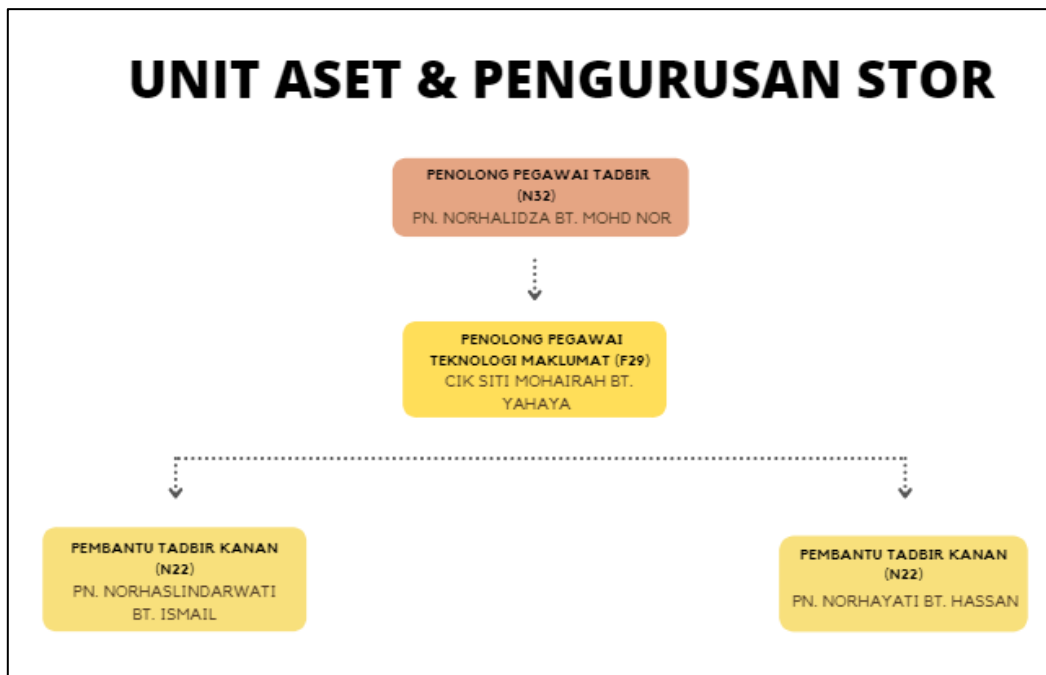 UNIT ASET & PENGURUSAN STOR
PENOLONG PEGAWAI TADBIR
(N32)
PN. NORHALIDZA BT. MOHD NOR
PENOLONG PEGAWAI
TEKNOLOGI MAKLUMAT (F29)
CIK SITI MOHAIRAH BT.
YAHAYA
PEMBANTU TADBIR KANAN
(N22)
PN. NORHASLINDARWATI
BT. ISMAIL
PEMBANTU TADBIR KANAN
(N22)
PN. NORHAYATI BT. HASSAN